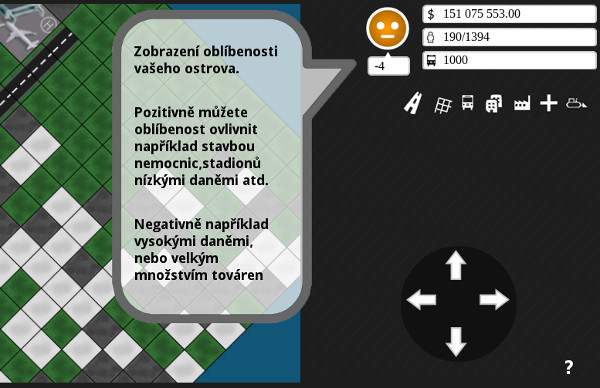 Zobrazení oblíbenosti
vašeho ostrova.
Pozitivně můžete
oblíbenost ovlivnit
například stavbou
nemocnic,stadionů
nízkými daněmi atd.
Negativně například
vysokými daněmi,
nebo velkým
množstvím továren
-4
$ 151 075 553.00
190/1394
1000
H
?